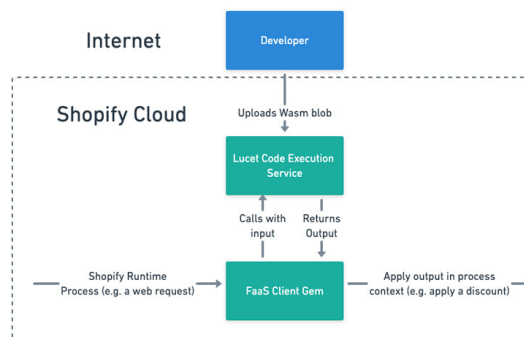 Internet
Developer
Uploads Wasm blob
Shopify Cloud
Lucet Code Execution
Service
Calls with
input
Returns
Output
Shopify Runtime
Process (e.g. a web request)
FaaS Client Gem
Apply output in process
context (e.g. apply a discount)